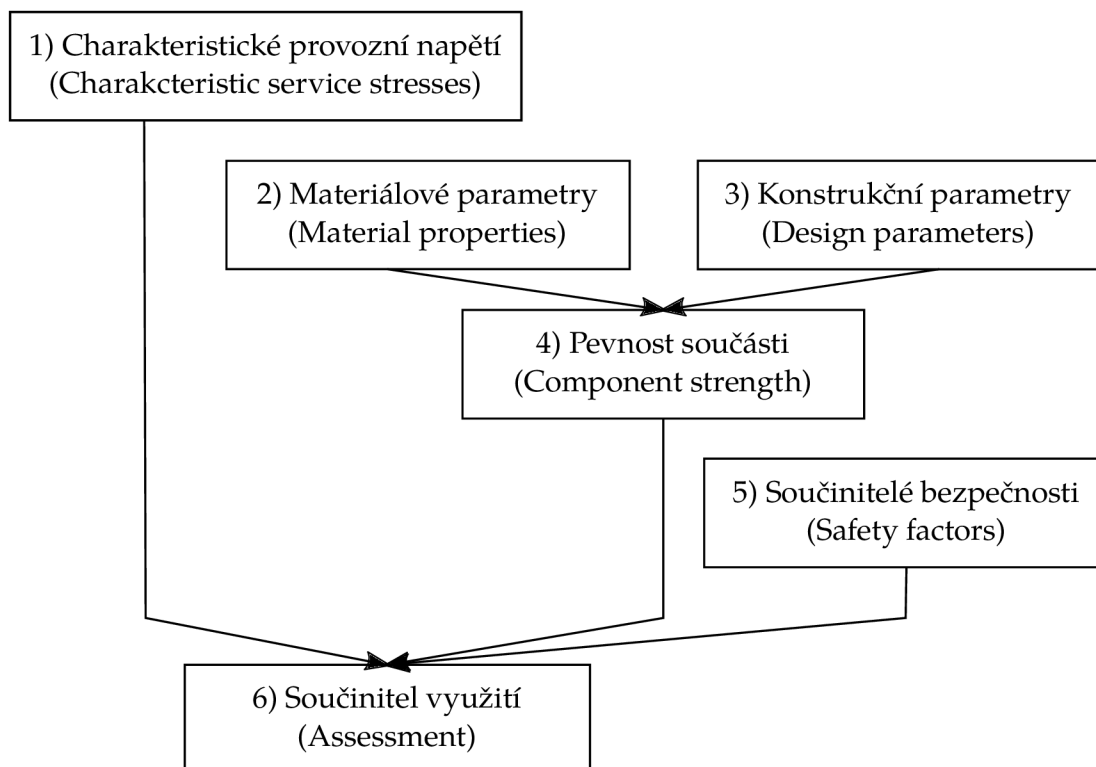 1) Charakteristické provozní napětí
(Charakcteristic service stresses)
2) Materiálové parametry
(Material properties)
3) Konstrukční parametry
(Design parameters)
4) Pevnost součásti
(Component strength)
5) Součinitelé bezpečnosti
(Safety factors)
6) Součinitel využití
(Assessment)